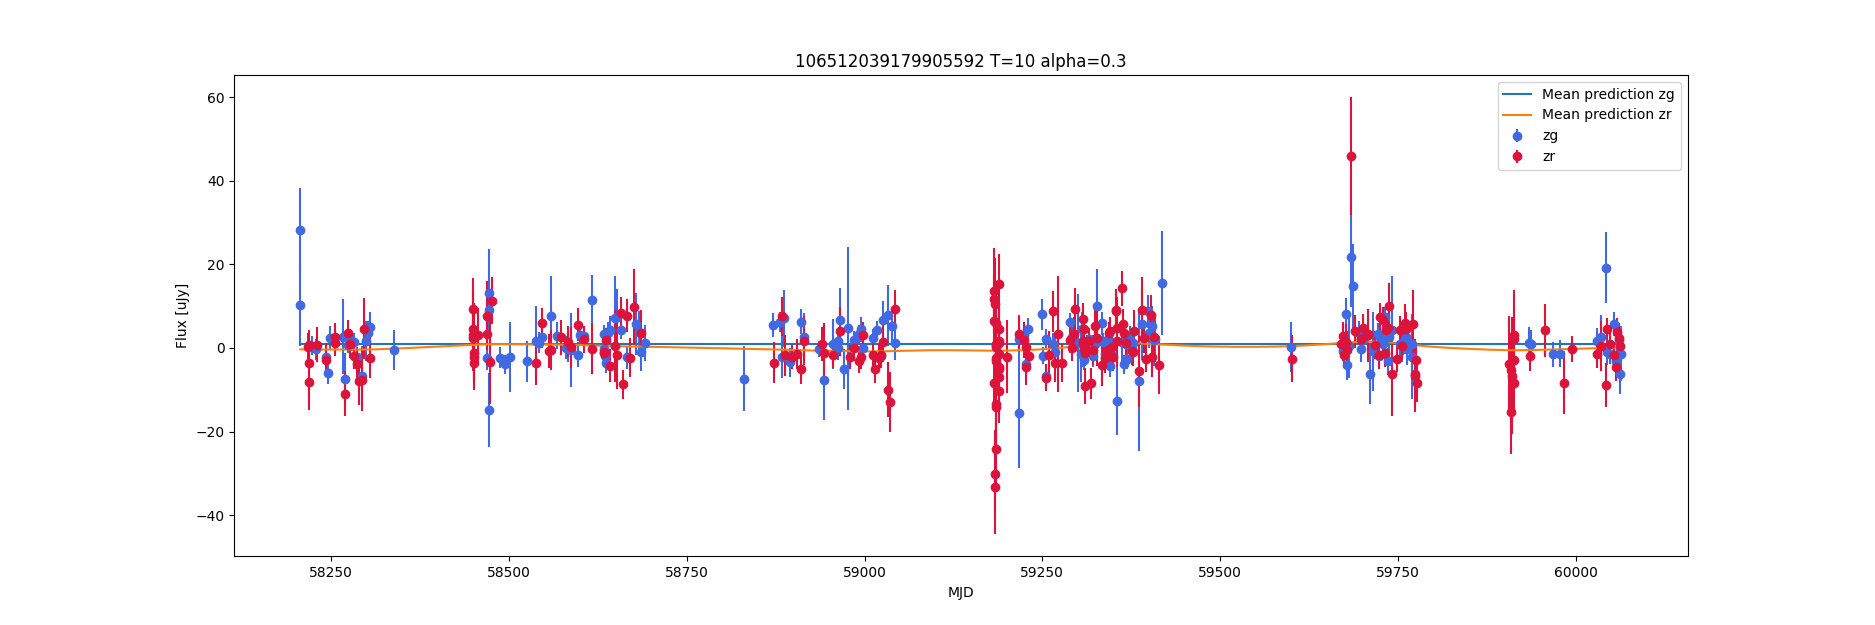 106512039179905592 T=10 alpha=0.3
Mean prediction zg
Mean prediction zr
zg
zr
Flux [uJy]
60
40
20
0
−20
−40
58250 58500 58750 59000 59250 59500 59750 60000
MJD